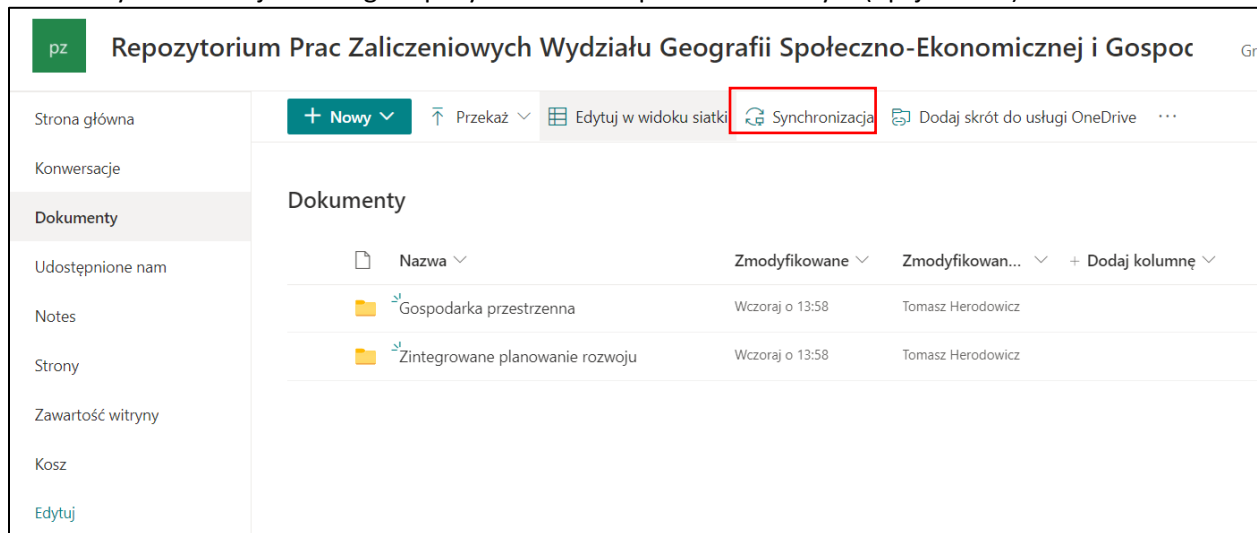 pz Repozytorium Prac Zaliczeniowych Wydziału Geografii Społeczno-Ekonomicznej i Gospoc
Strona główna
+ Nowy Przekaż Edytuj w widoku siatki Synchronizacja Dodaj skrót do usługi OneDrive ...
Konwersacje
Dokumenty
Dokumenty
Nazwa Zmodyfikowane Zmodyfikowan... + Dodaj kolumnę
Udostępnione nam
Gospodarka przestrzenna Wczoraj o 13:58 Tomasz Herodowicz
Notes
Zintegrowane planowanie rozwoju Wczoraj o 13:58 Tomasz Herodowicz
Strony
Zawartość witryny
Kosz
Edytuj